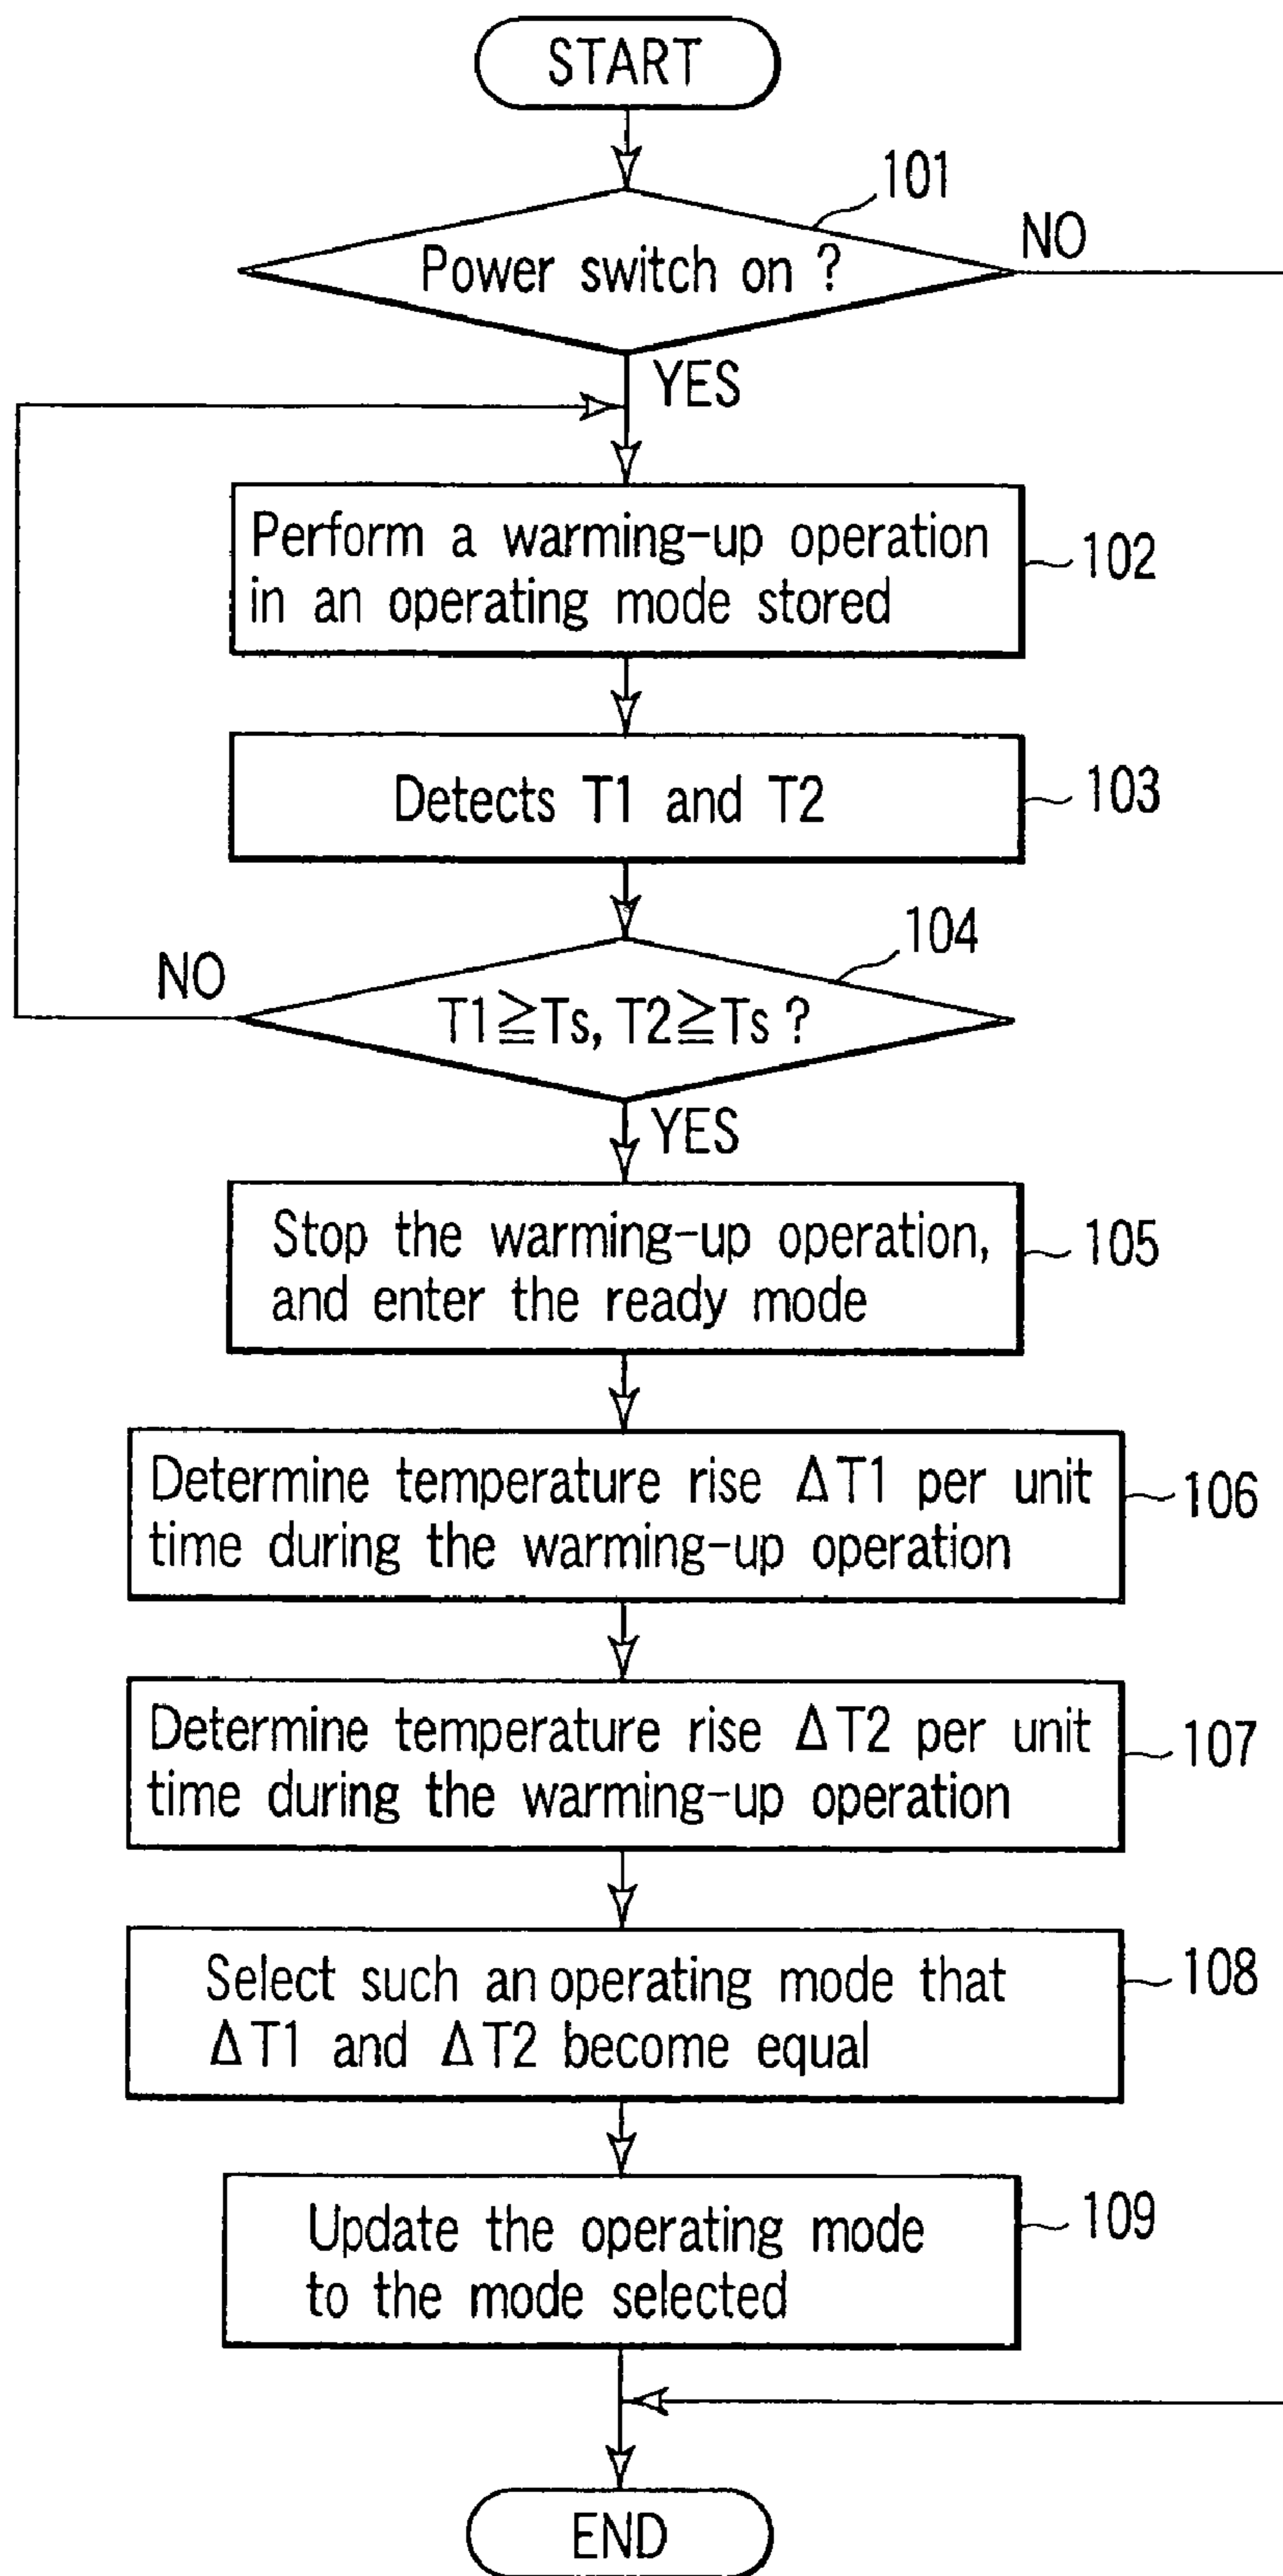 START
101
Power switch on ?
NO
YES
Perform a warming-up operation
in an operating mode stored
102
Detects T1 and T2
103
104
NO
T1≧Ts, T2≧Ts ?
YES
Stop the warming-up operation,
and enter the ready mode
105
Determine temperature rise ΔT1 per unit
time during the warming-up operation
106
Determine temperature rise ΔT2 per unit
time during the warming-up operation
107
Select such an operating mode that
ΔT1 and ΔT2 become equal
108
Update the operating mode
to the mode selected
109
END